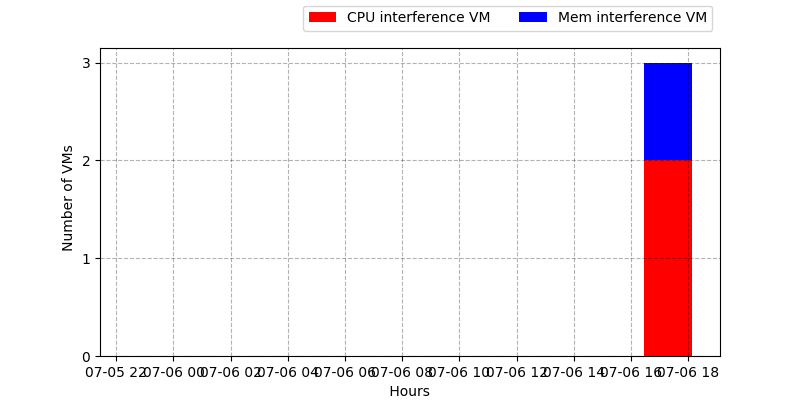 CPU interference VM Mem interference VM
3
2
1
0
Number of VMs
07-05 22 07-06 00 07-06 02 07-06 04 07-06 06 07-06 08 07-06 10 07-06 12 07-06 14 07-06 16 07-06 18
Hours